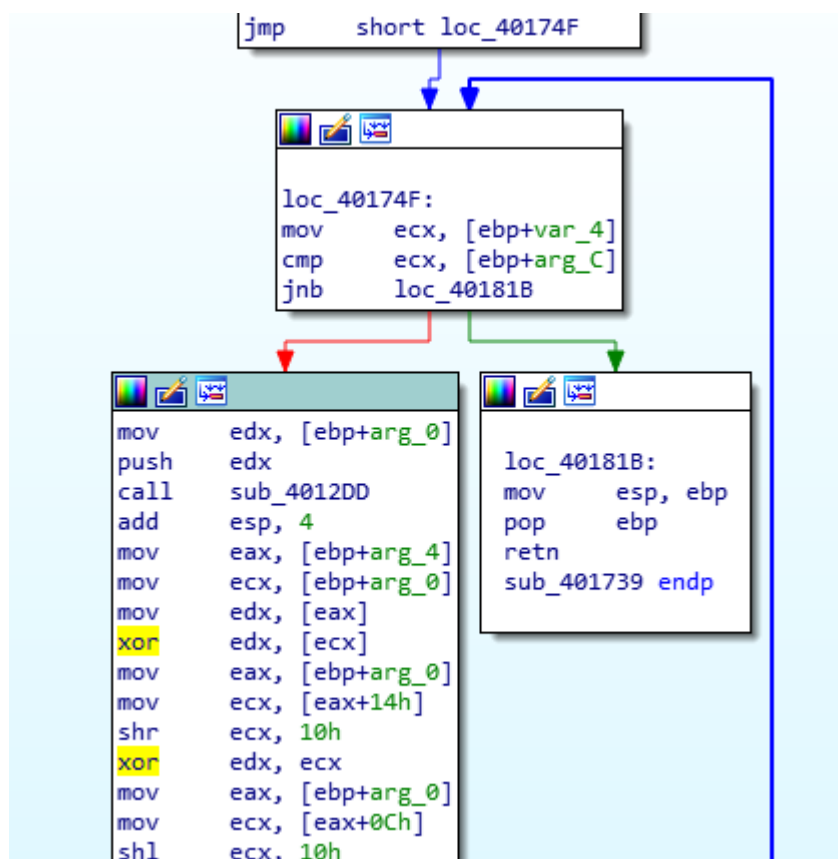 jmp     short loc_40174F
loc_40174F:
mov     ecx, [ebp+var_4]
cmp     ecx, [ebp+arg_C]
jnb     loc_40181B
mov     edx, [ebp+arg_0]
push    edx
call    sub_4012DD
add     esp, 4
mov     eax, [ebp+arg_4]
mov     ecx, [ebp+arg_0]
mov     edx, [eax]
xor     edx, [ecx]
mov     eax, [ebp+arg_0]
mov     ecx, [eax+14h]
shr     ecx, 10h
xor     edx, ecx
mov     eax, [ebp+arg_0]
mov     ecx, [eax+0Ch]
shl     ecx, 10h
loc_40181B:
mov     esp, ebp
pop     ebp
retn
sub_401739 endp